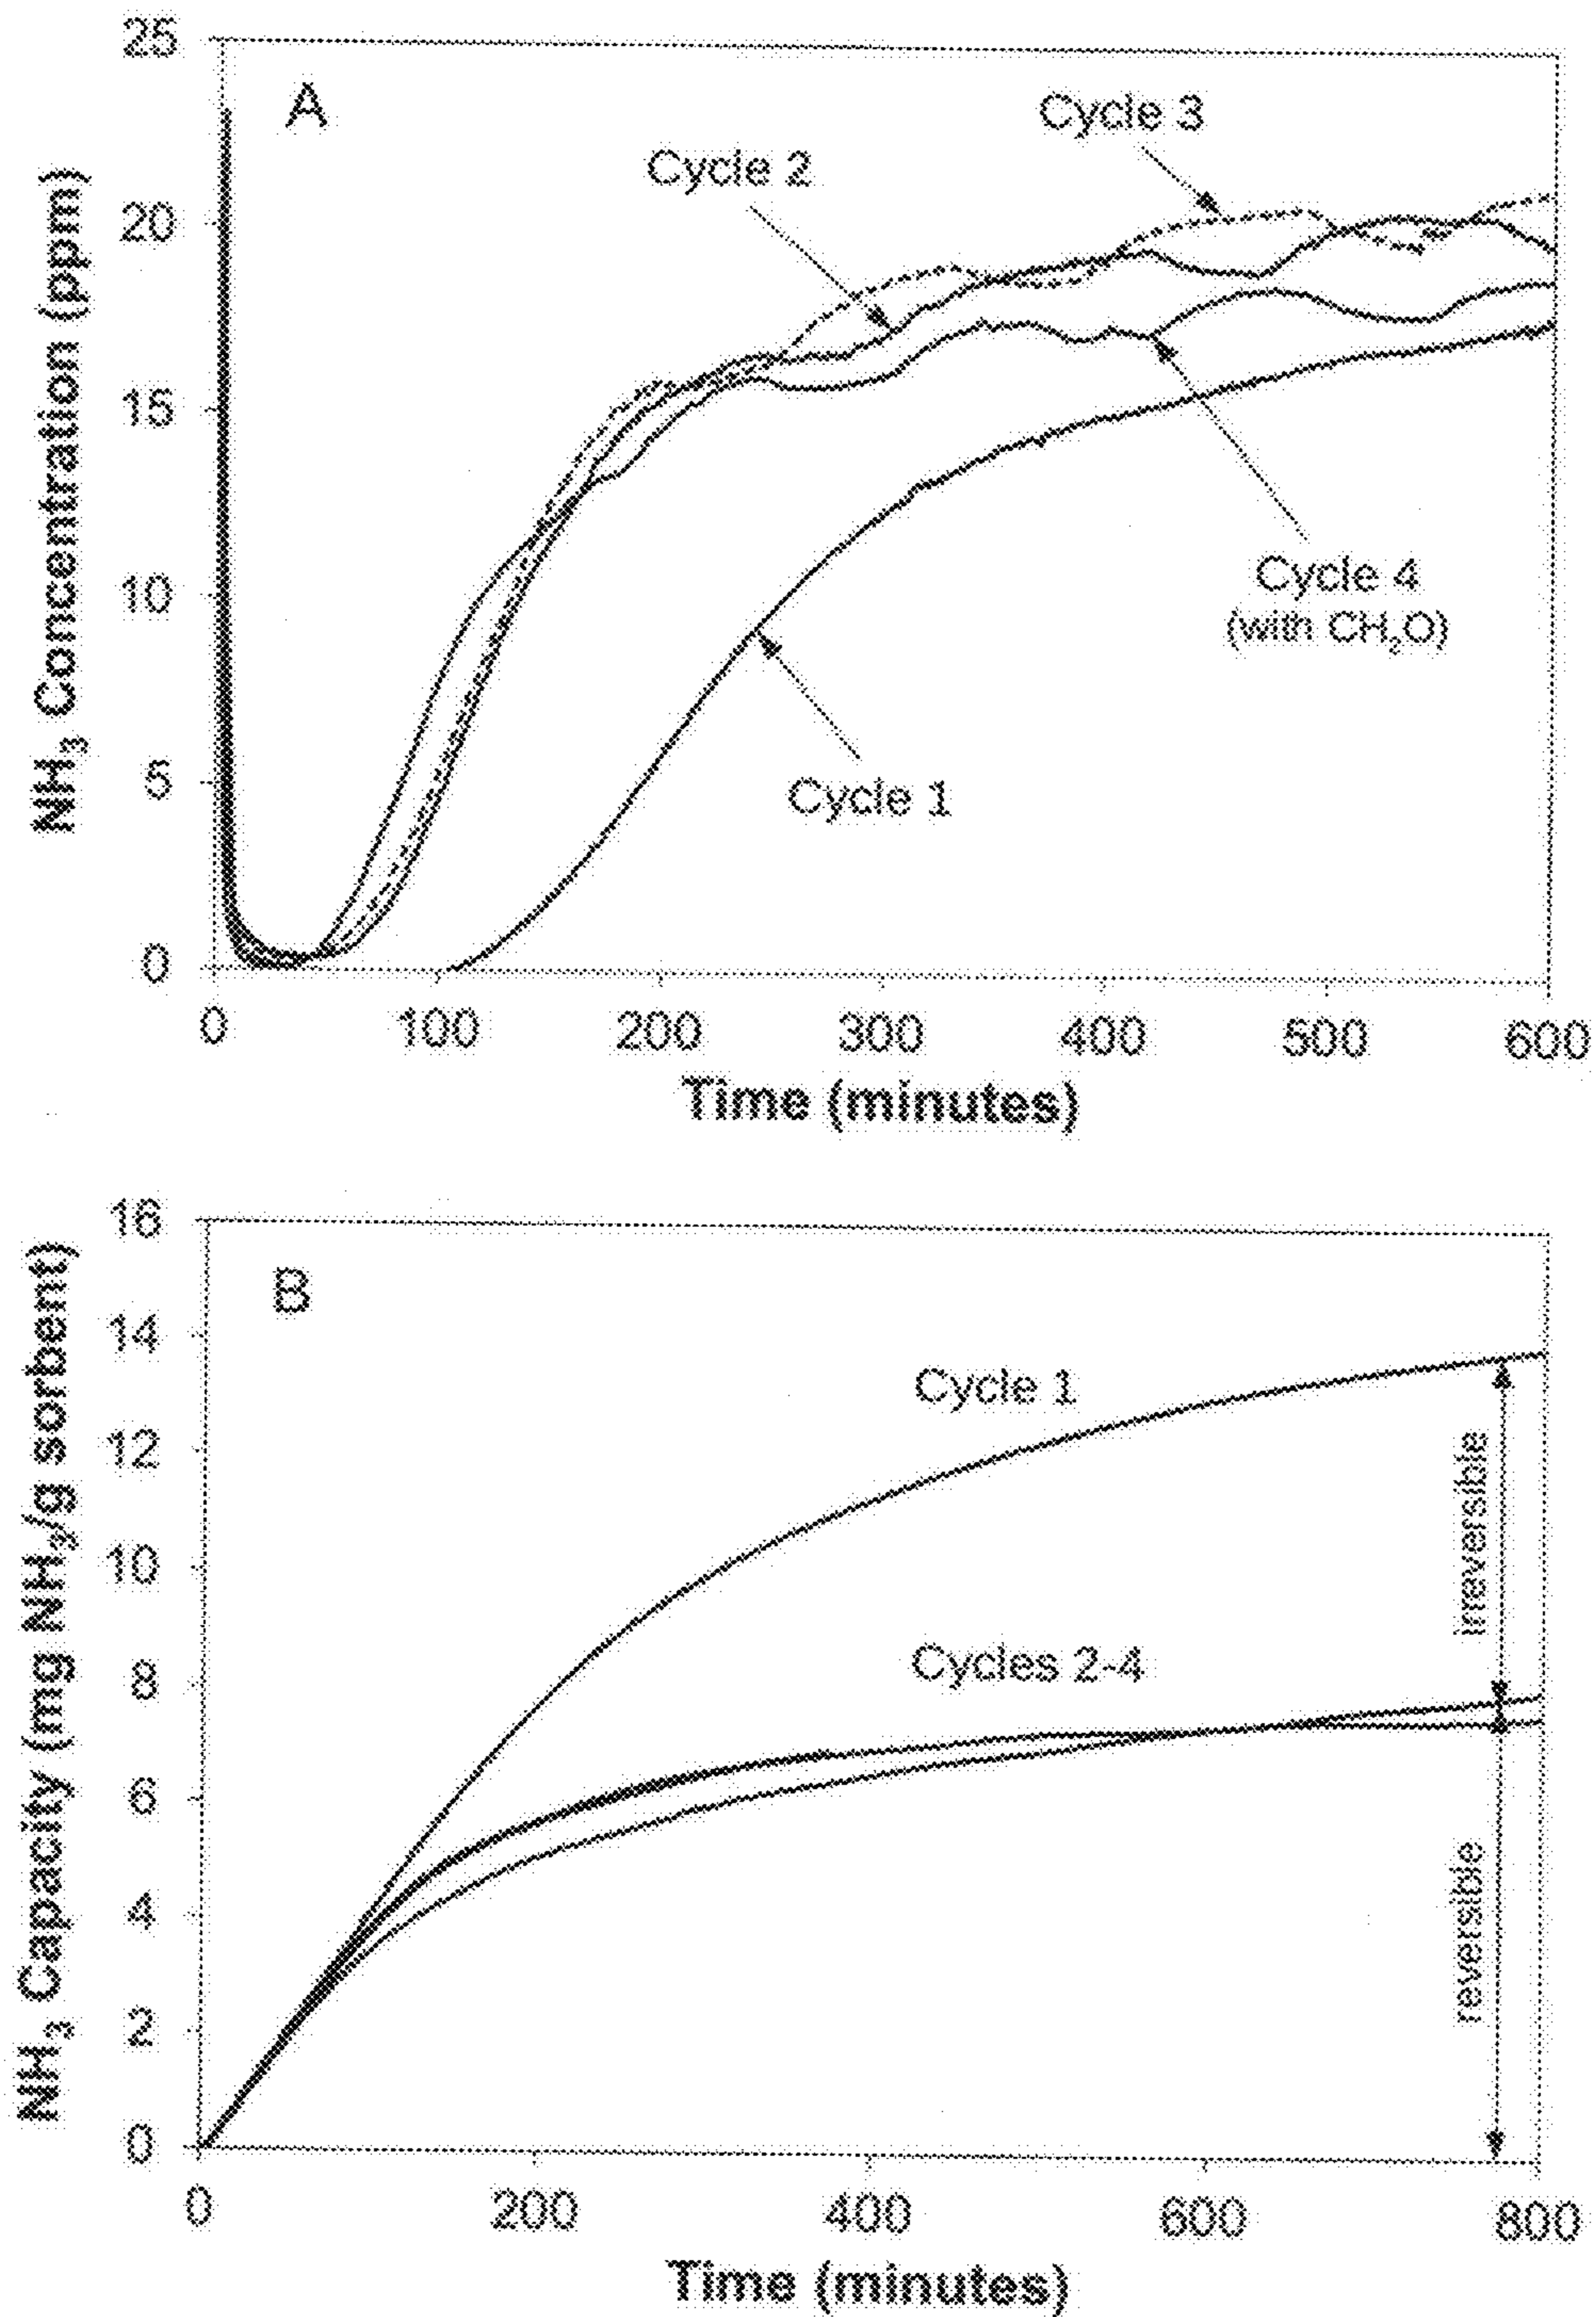 25
A
Cycle 3
Cycle 2
20
15
10
Cycle 4
(with CH₂O)
5
Cycle 1
0
NH₃ Concentration (ppm)
0 100 200 300 400 500 600
Time (minutes)
16
B
14
Cycle 1
12
irreversible
10
Cycles 2-4
8
6
4
reversible
2
0
NH₃ Capacity (mg NH₃/g sorbent)
0 200 400 600 800
Time (minutes)